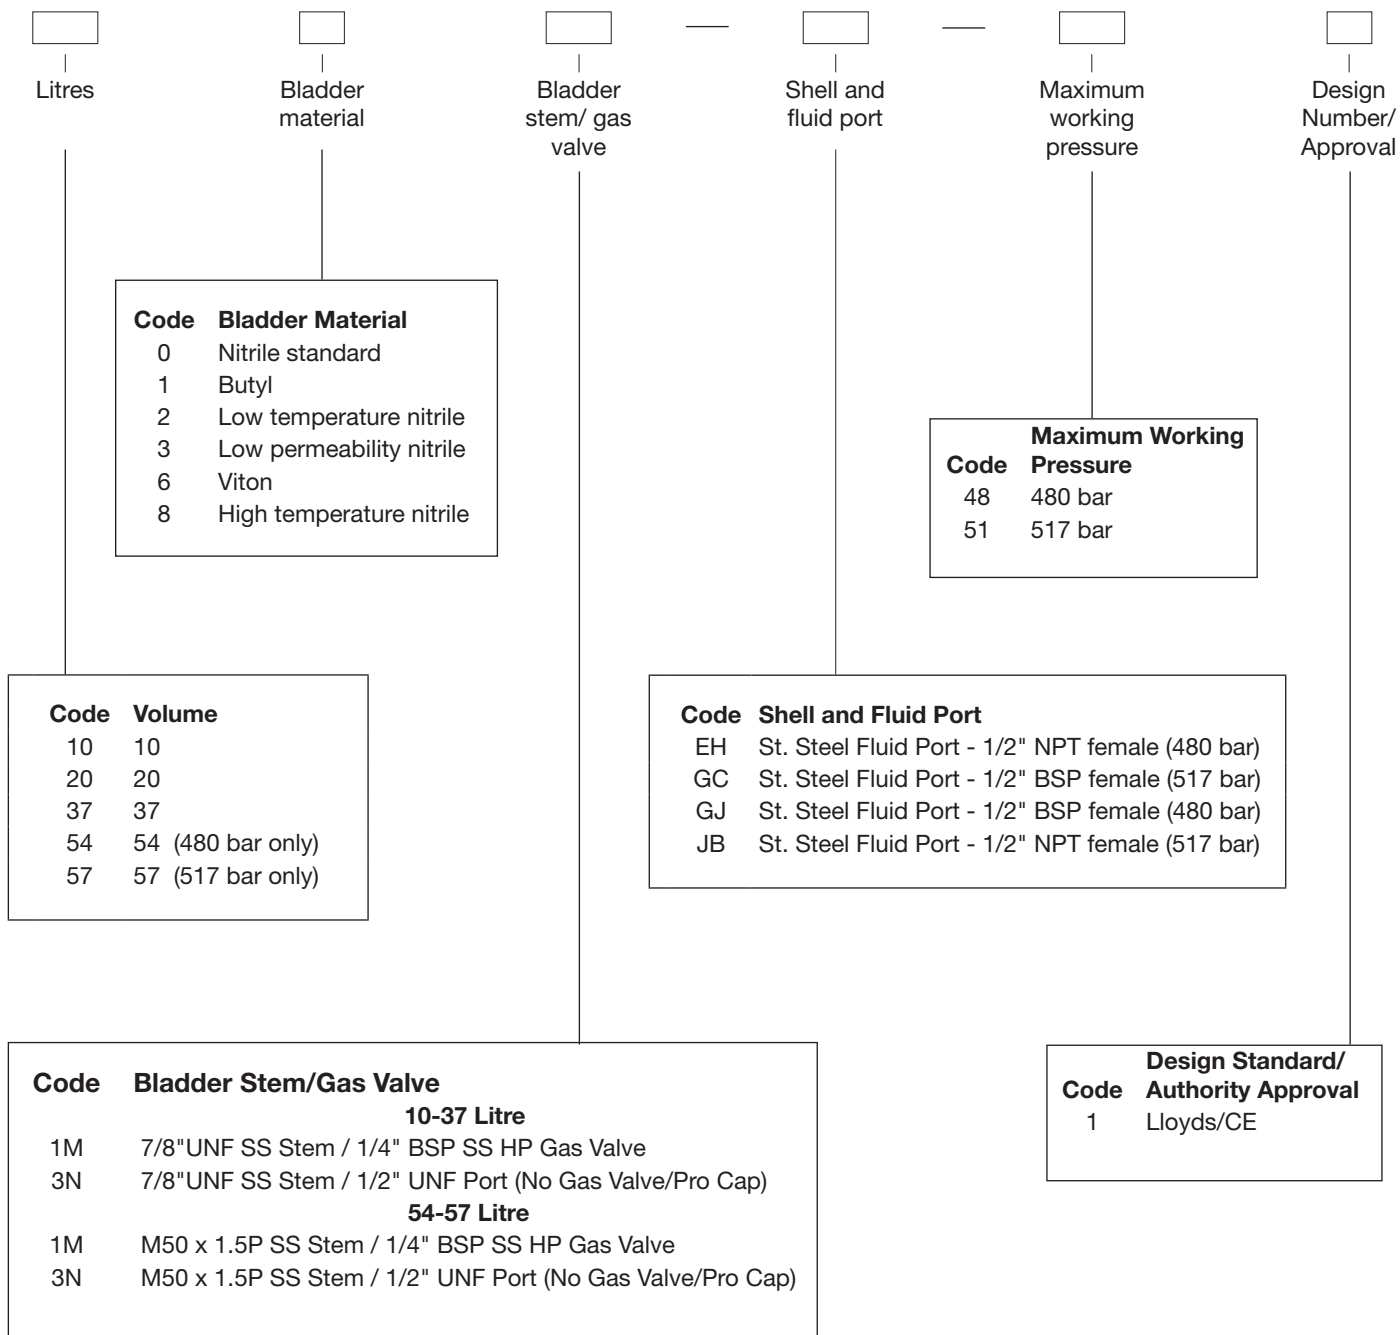 Litres
Bladder
material
Bladder
stem/ gas
valve
Shell and
fluid port
Maximum
working
pressure
Design
Number/
Approval
Code Bladder Material
0 Nitrile standard
1 Butyl
2 Low temperature nitrile
3 Low permeability nitrile
6 Viton
8 High temperature nitrile
Maximum Working
Code Pressure
48 480 bar
51 517 bar
Code Volume
10 10
20 20
37 37
54 54 (480 bar only)
57 57 (517 bar only)
Code Shell and Fluid Port
EH St. Steel Fluid Port - 1/2" NPT female (480 bar)
GC St. Steel Fluid Port - 1/2" BSP female (517 bar)
GJ St. Steel Fluid Port - 1/2" BSP female (480 bar)
JB St. Steel Fluid Port - 1/2" NPT female (517 bar)
Code Bladder Stem/Gas Valve
10-37 Litre
1M 7/8"UNF SS Stem / 1/4" BSP SS HP Gas Valve
3N 7/8"UNF SS Stem / 1/2" UNF Port (No Gas Valve/Pro Cap)
54-57 Litre
1M M50 x 1.5P SS Stem / 1/4" BSP SS HP Gas Valve
3N M50 x 1.5P SS Stem / 1/2" UNF Port (No Gas Valve/Pro Cap)
Design Standard/
Code Authority Approval
1 Lloyds/CE